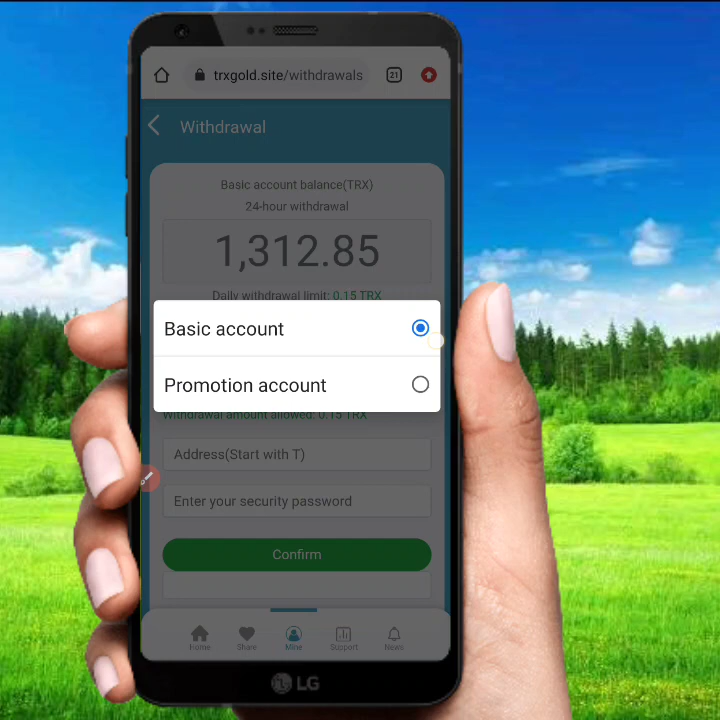 trxgold.site/withdrawals
21
Withdrawal
Basic account balance(TRX)
24-hour withdrawal
1,312.85
Daily withdrawal limit: 0.15 TRX
Basic account
Promotion account
Withdrawal amount allowed: 0.15 TRX
Address(Start with T)
Enter your security password
Confirm
Home Share Mine Support News
LG